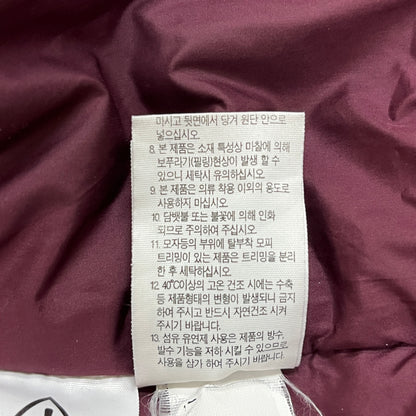 마시고 뒷면에서 당겨 원단 안으로
넣으십시오.
8. 본 제품은 소재 특성상 마찰에 의해
보푸리기(필링)현상이 발생 할 수
있으니 세탁시 유의하십시오.
9. 본 제품은 의류 착용 이외의 용도로
사용하지 마십시오
10. 담뱃불 또는 불꽃에 의해 인화
되므로 주의하여 주십시오.
11. 모자등의 부위에 탈부착 모피
트리밍이 있는 제품은 트리밍을 분리
한 후 세탁하십시오.
12. 40℃이상의 고온 건조 시에는 수축
등 제품형태의 변형이 발생되니 금지
하여 주시고 반드시 자연건조 시켜
주시기 바랍니다.
13. 섬유 유연제 사용은 제품의 방수,
발수 기능을 저하 시킬 수 있으므로
사용을 삼가 하여 주시기 바랍니다.